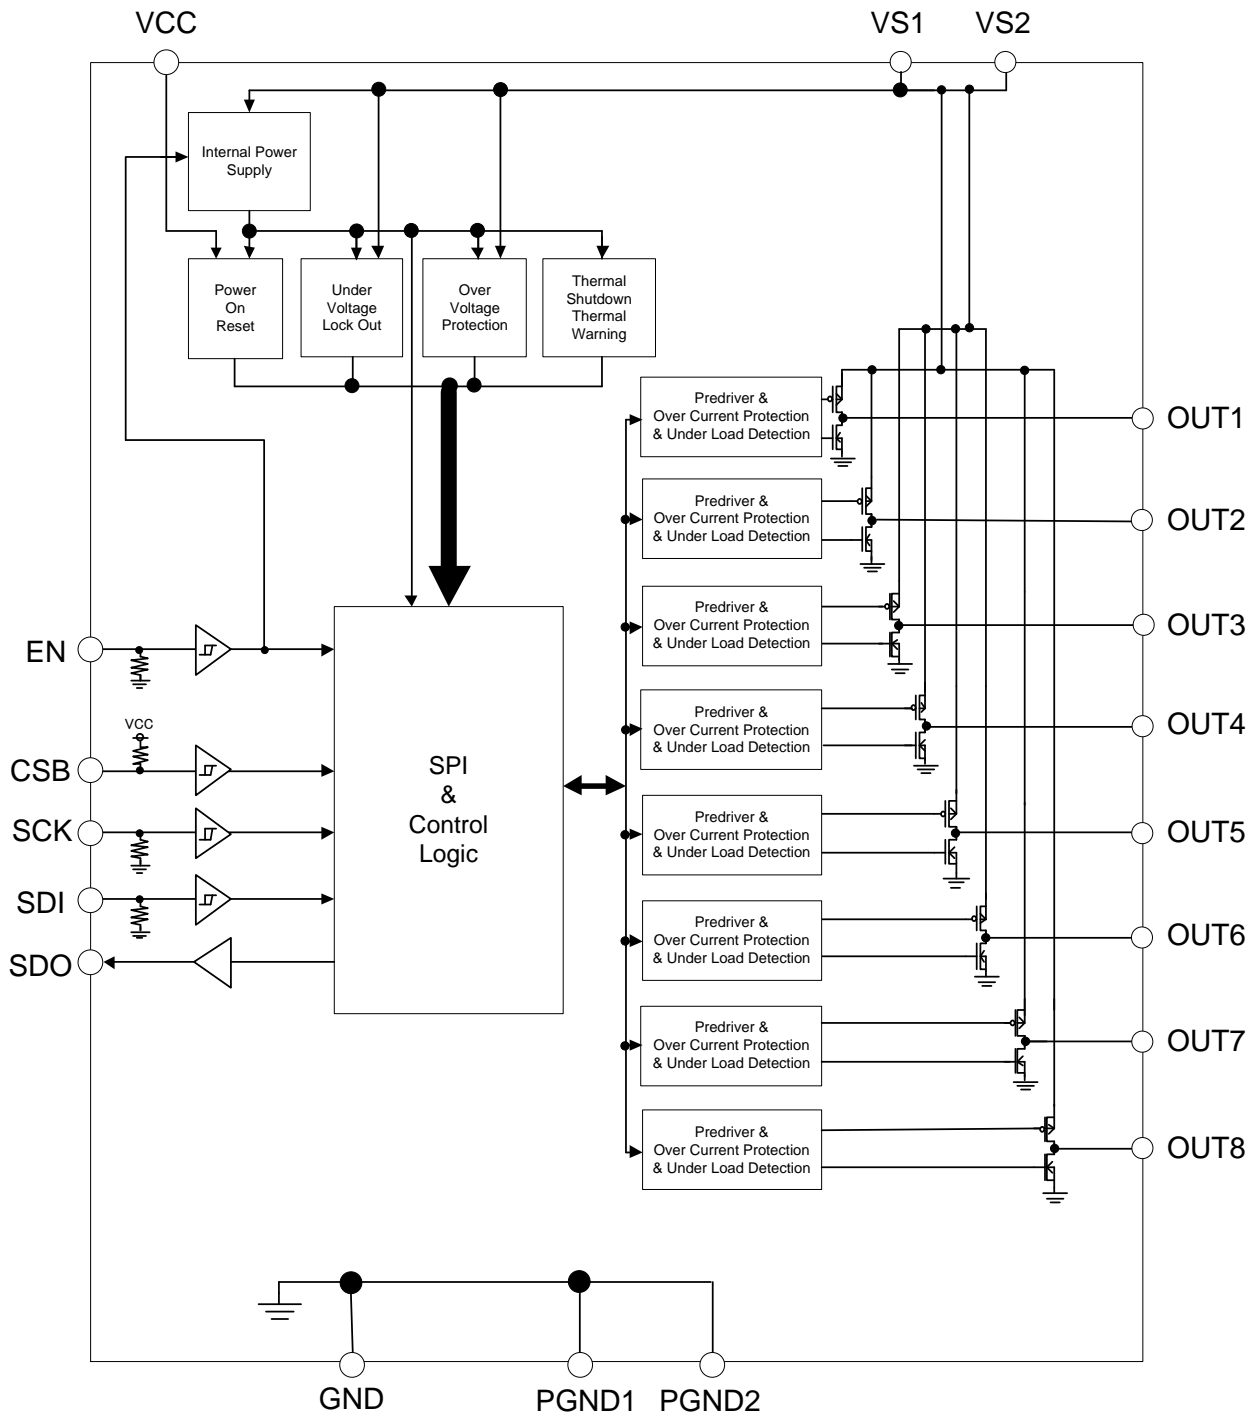 VCC
VS1
VS2
Internal Power
Supply
Power
On
Reset
Under
Voltage
Lock Out
Over
Voltage
Protection
Thermal
Shutdown
Thermal
Warning
Predriver &
Over Current Protection
& Under Load Detection
OUT1
Predriver &
Over Current Protection
& Under Load Detection
OUT2
Predriver &
Over Current Protection
& Under Load Detection
OUT3
Predriver &
Over Current Protection
& Under Load Detection
OUT4
Predriver &
Over Current Protection
& Under Load Detection
OUT5
Predriver &
Over Current Protection
& Under Load Detection
OUT6
Predriver &
Over Current Protection
& Under Load Detection
OUT7
Predriver &
Over Current Protection
& Under Load Detection
OUT8
EN
VCC
CSB
SCK
SDI
SDO
SPI
&
Control
Logic
GND
PGND1
PGND2